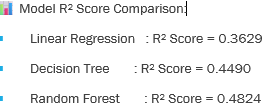 📊 Model R² Score Comparison:
▪ Linear Regression : R² Score = 0.3629
▪ Decision Tree : R² Score = 0.4490
▪ Random Forest : R² Score = 0.4824